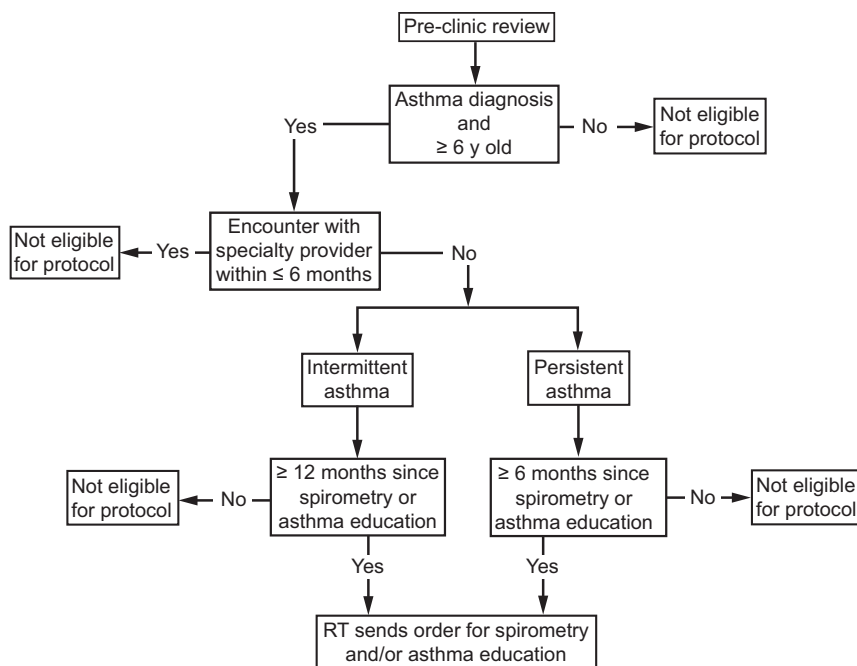 Pre-clinic review
Asthma diagnosis
and
≥ 6 y old
Yes
No
Not eligible
for protocol
Encounter with
specialty provider
within ≤ 6 months
Yes
Not eligible
for protocol
No
Intermittent
asthma
Persistent
asthma
≥ 12 months since
spirometry or
asthma education
No
Not eligible
for protocol
≥ 6 months since
spirometry or
asthma education
No
Not eligible
for protocol
Yes
Yes
RT sends order for spirometry
and/or asthma education